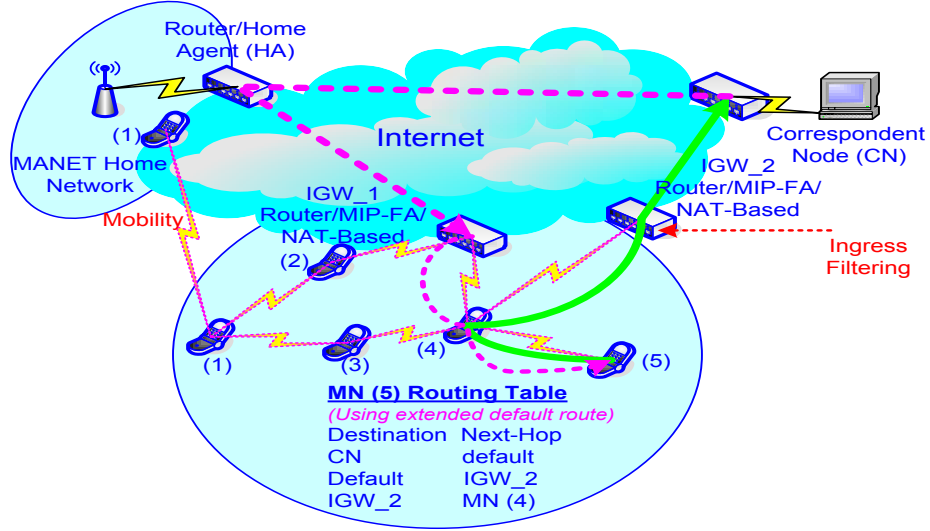 Router/Home
Agent (HA)
(1)
MANET Home
Network
Internet
Correspondent
Node (CN)
IGW_2
Router/MIP-FA/
NAT-Based
IGW_1
Router/MIP-FA/
NAT-Based
Mobility
Ingress
Filtering
(2)
(1)
(3)
(4)
(5)
MN (5) Routing Table
(Using extended default route)
Destination Next-Hop
CN default
Default IGW_2
IGW_2 MN (4)